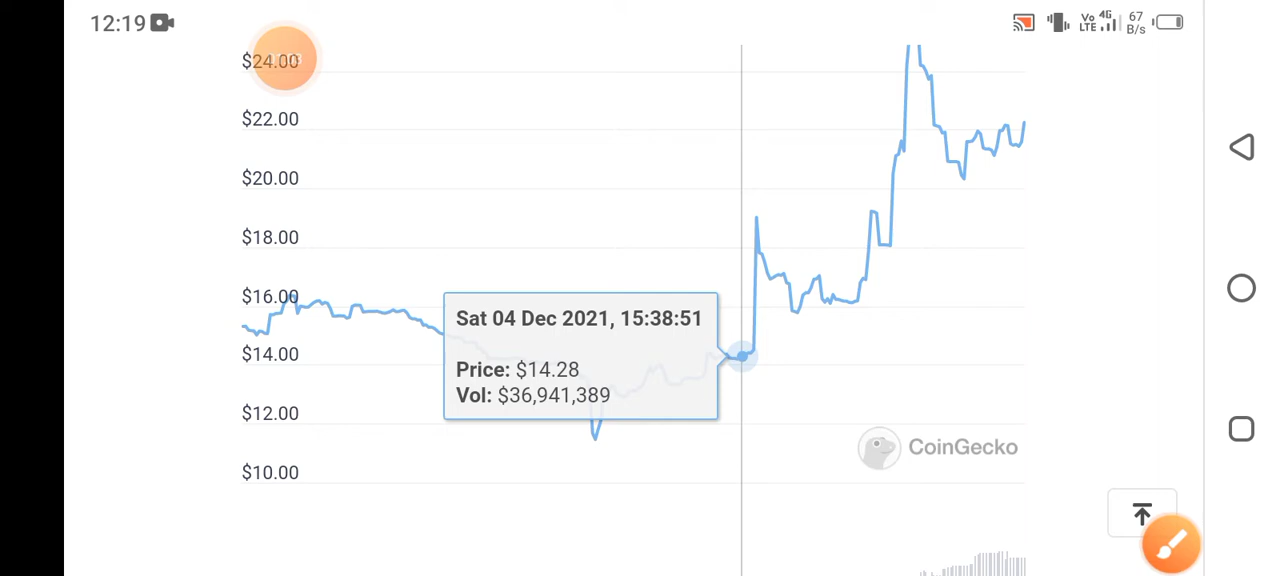 12:19
Vo 4G 67
LTE B/s
$24.00
$22.00
$20.00
$18.00
$16.00
Sat 04 Dec 2021, 15:38:51
$14.00
Price: $14.28
Vol: $36,941,389
$12.00
CoinGecko
$10.00